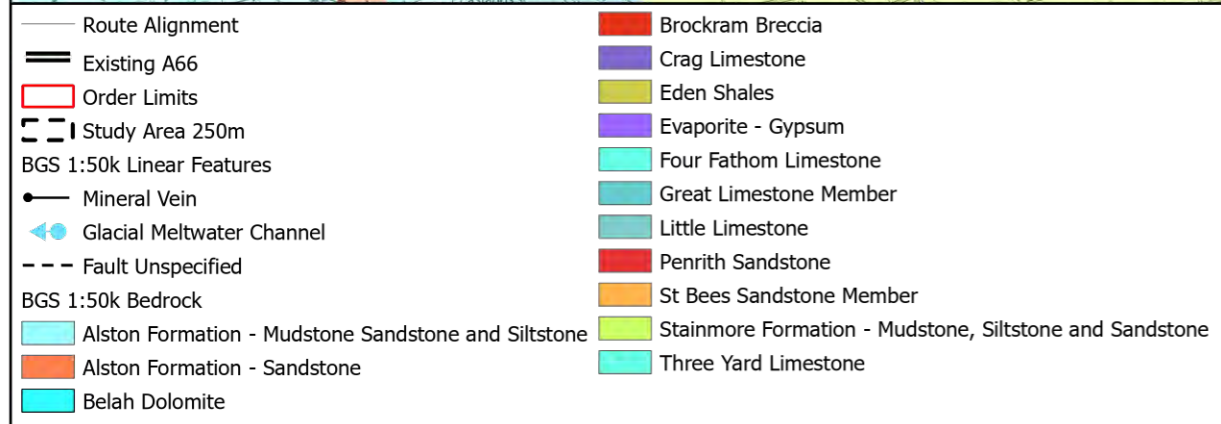 Route Alignment
Existing A66
Order Limits
Study Area 250m
BGS 1:50k Linear Features
Mineral Vein
Glacial Meltwater Channel
Fault Unspecified
BGS 1:50k Bedrock
Alston Formation - Mudstone Sandstone and Siltstone
Alston Formation - Sandstone
Belah Dolomite
Brockram Breccia
Crag Limestone
Eden Shales
Evaporite - Gypsum
Four Fathom Limestone
Great Limestone Member
Little Limestone
Penrith Sandstone
St Bees Sandstone Member
Stainmore Formation - Mudstone, Siltstone and Sandstone
Three Yard Limestone